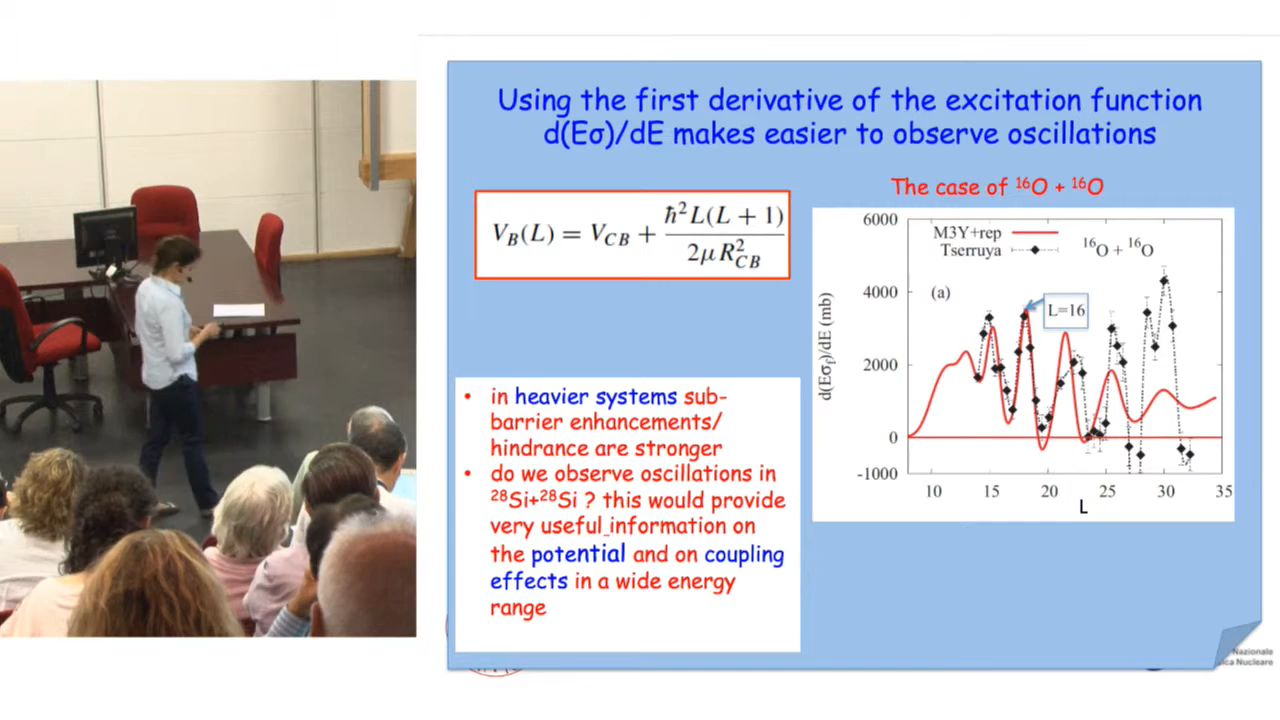 Using the first derivative of the excitation function
d(Eσ)/dE makes easier to observe oscillations
V_B(L) = V_CB + ħ²L(L + 1) / 2μR²_CB
The case of ¹⁶O + ¹⁶O
6000
4000
2000
0
-1000
d(Eσ_f)/dE (mb)
M3Y+rep
Tserruya
¹⁶O + ¹⁶O
(a)
L=16
10 15 20 25 30 35
L
• in heavier systems sub-
barrier enhancements/
hindrance are stronger
• do we observe oscillations in
²⁸Si+²⁸Si ? this would provide
very useful information on
the potential and on coupling
effects in a wide energy
range
Nazionale
ica Nucleare